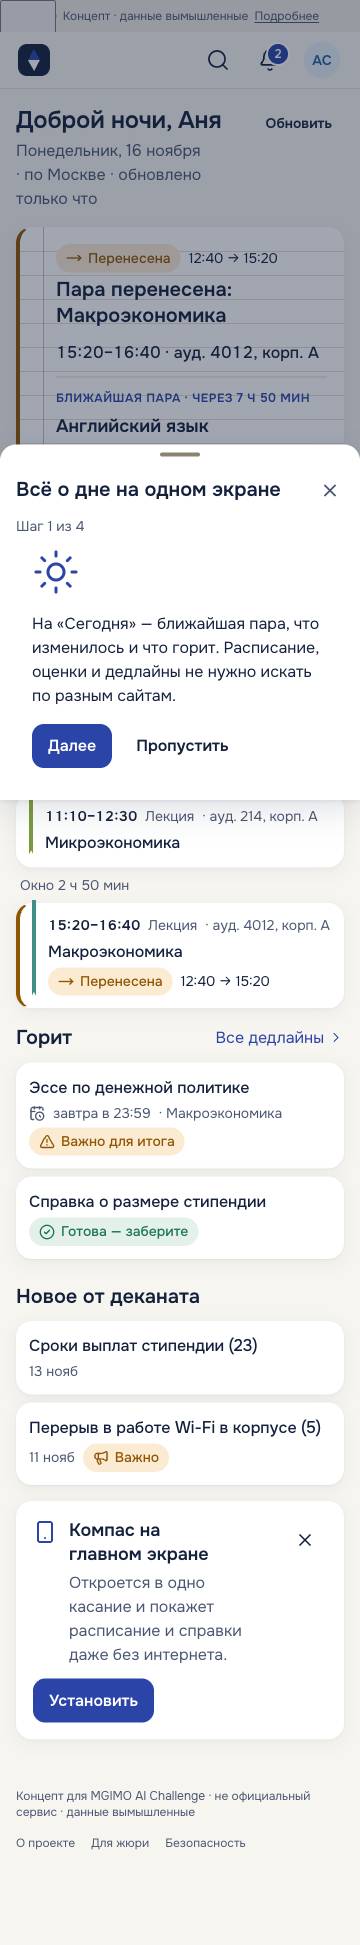 Концепт · данные вымышленные Подробнее
2
АС
Доброй ночи, Аня
Обновить
Понедельник, 16 ноября
· по Москве · обновлено
только что
Перенесена 12:40 → 15:20
Пара перенесена:
Макроэкономика
15:20–16:40 · ауд. 4012, корп. А
БЛИЖАЙШАЯ ПАРА · ЧЕРЕЗ 7 Ч 50 МИН
Английский язык
Всё о дне на одном экране
Шаг 1 из 4
На «Сегодня» — ближайшая пара, что
изменилось и что горит. Расписание,
оценки и дедлайны не нужно искать
по разным сайтам.
Далее Пропустить
11:10–12:30 Лекция · ауд. 214, корп. А
Микроэкономика
Окно 2 ч 50 мин
15:20–16:40 Лекция · ауд. 4012, корп. А
Макроэкономика
Перенесена 12:40 → 15:20
Горит Все дедлайны
Эссе по денежной политике
завтра в 23:59 · Макроэкономика
Важно для итога
Справка о размере стипендии
Готова — заберите
Новое от деканата
Сроки выплат стипендии (23)
13 нояб
Перерыв в работе Wi-Fi в корпусе (5)
11 нояб Важно
Компас на
главном экране
Откроется в одно
касание и покажет
расписание и справки
даже без интернета.
Установить
Концепт для MGIMO AI Challenge · не официальный
сервис · данные вымышленные
О проекте Для жюри Безопасность